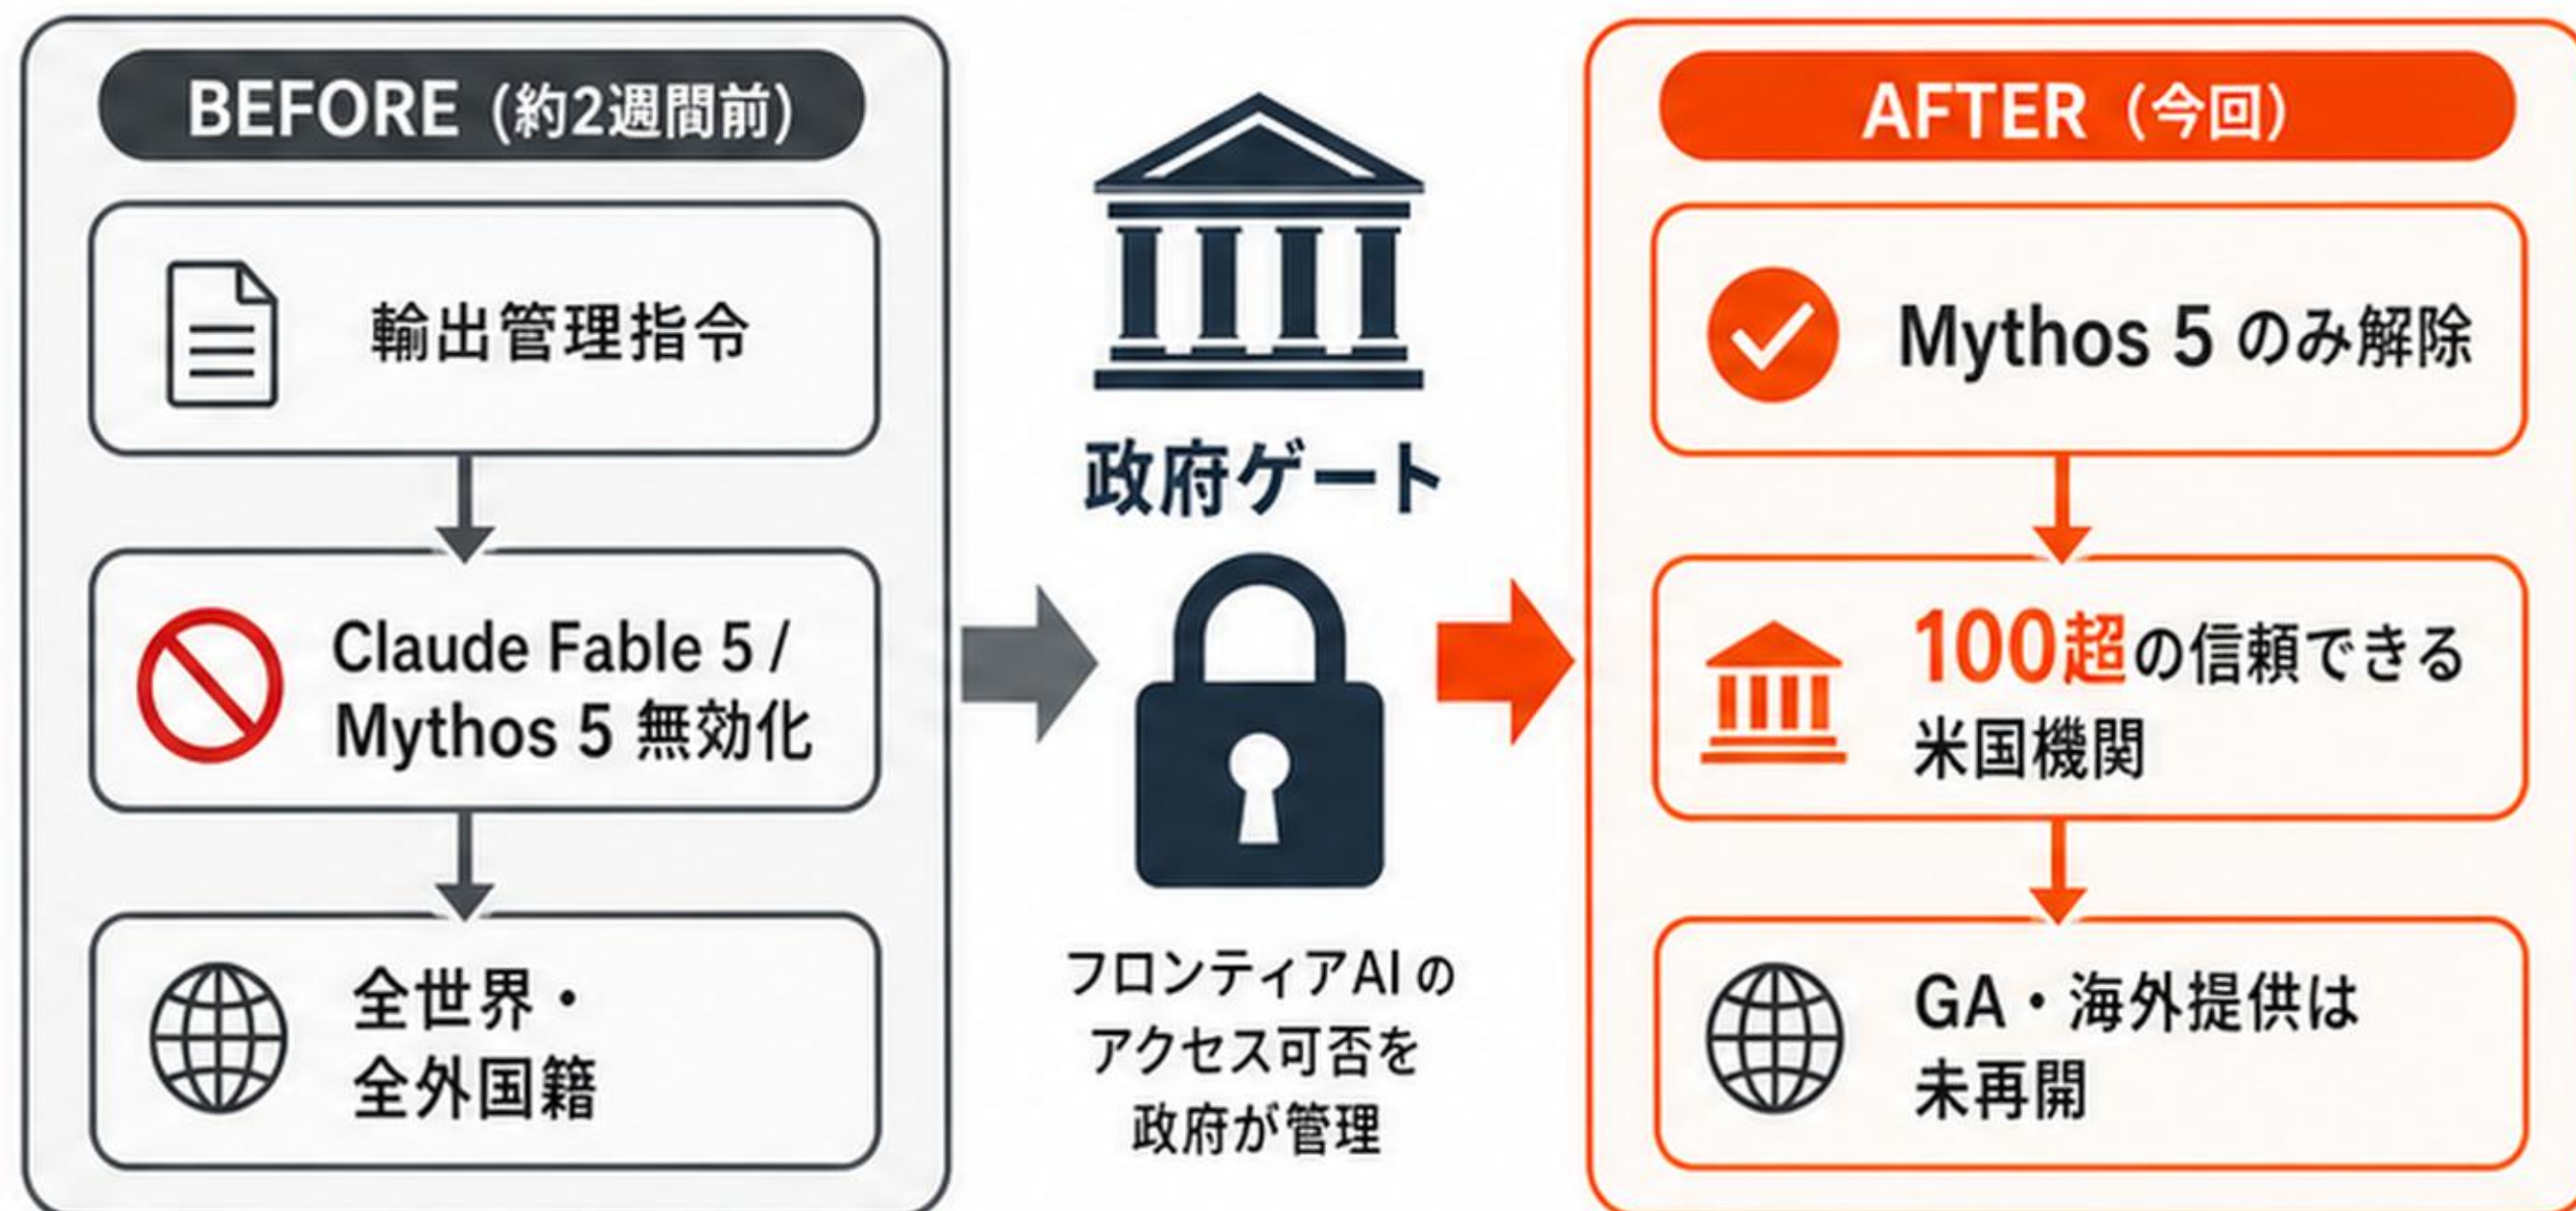 BEFORE (約2週間前)
輸出管理指令
Claude Fable 5 /
Mythos 5 無効化
全世界・
全外国籍
政府ゲート
フロンティアAI の
アクセス可否を
政府が管理
AFTER (今回)
Mythos 5 のみ解除
100超の信頼できる
米国機関
GA・海外提供は
未再開